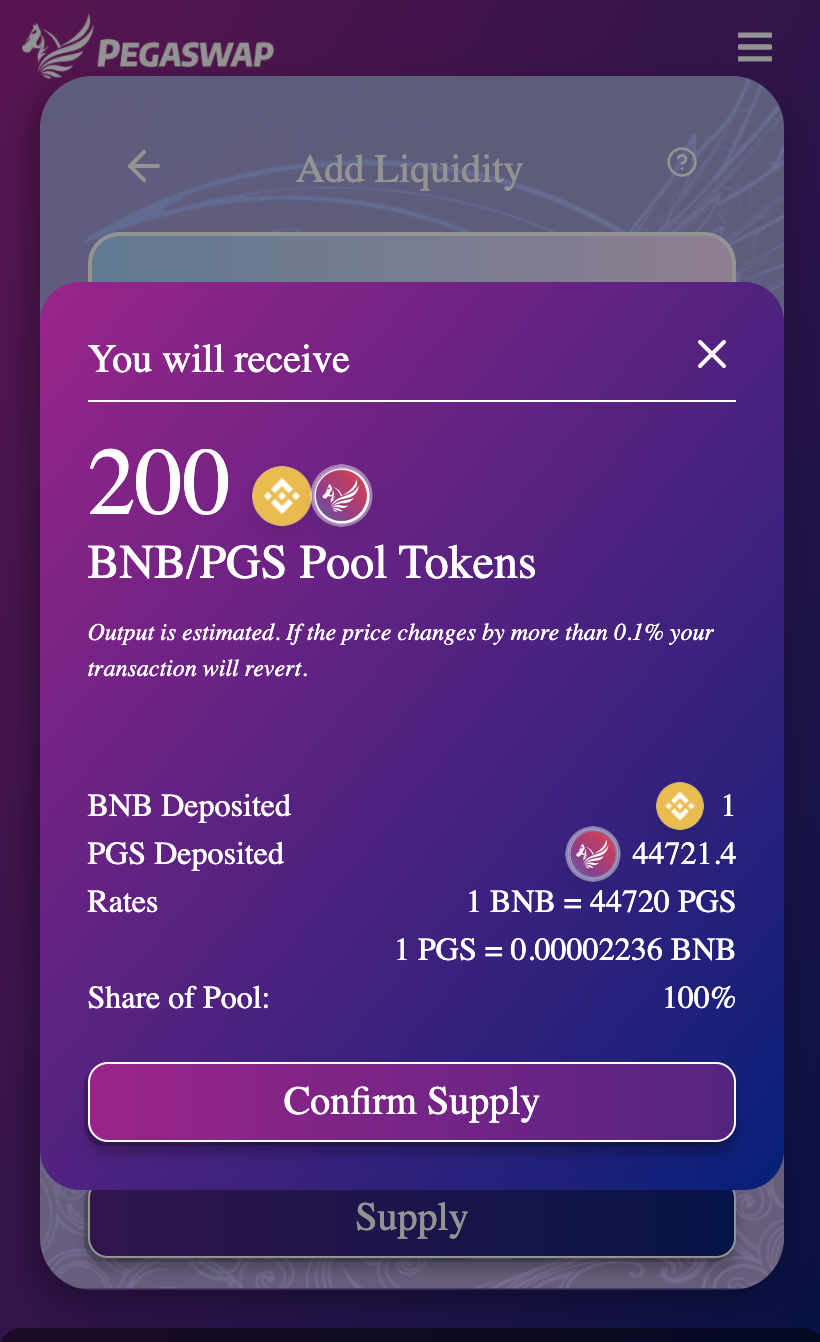 PEGASWAP
Add Liquidity
You will receive
200
BNB/PGS Pool Tokens
Output is estimated. If the price changes by more than 0.1% your
transaction will revert.
BNB Deposited 1
PGS Deposited 44721.4
Rates 1 BNB = 44720 PGS
1 PGS = 0.00002236 BNB
Share of Pool: 100%
Confirm Supply
Supply